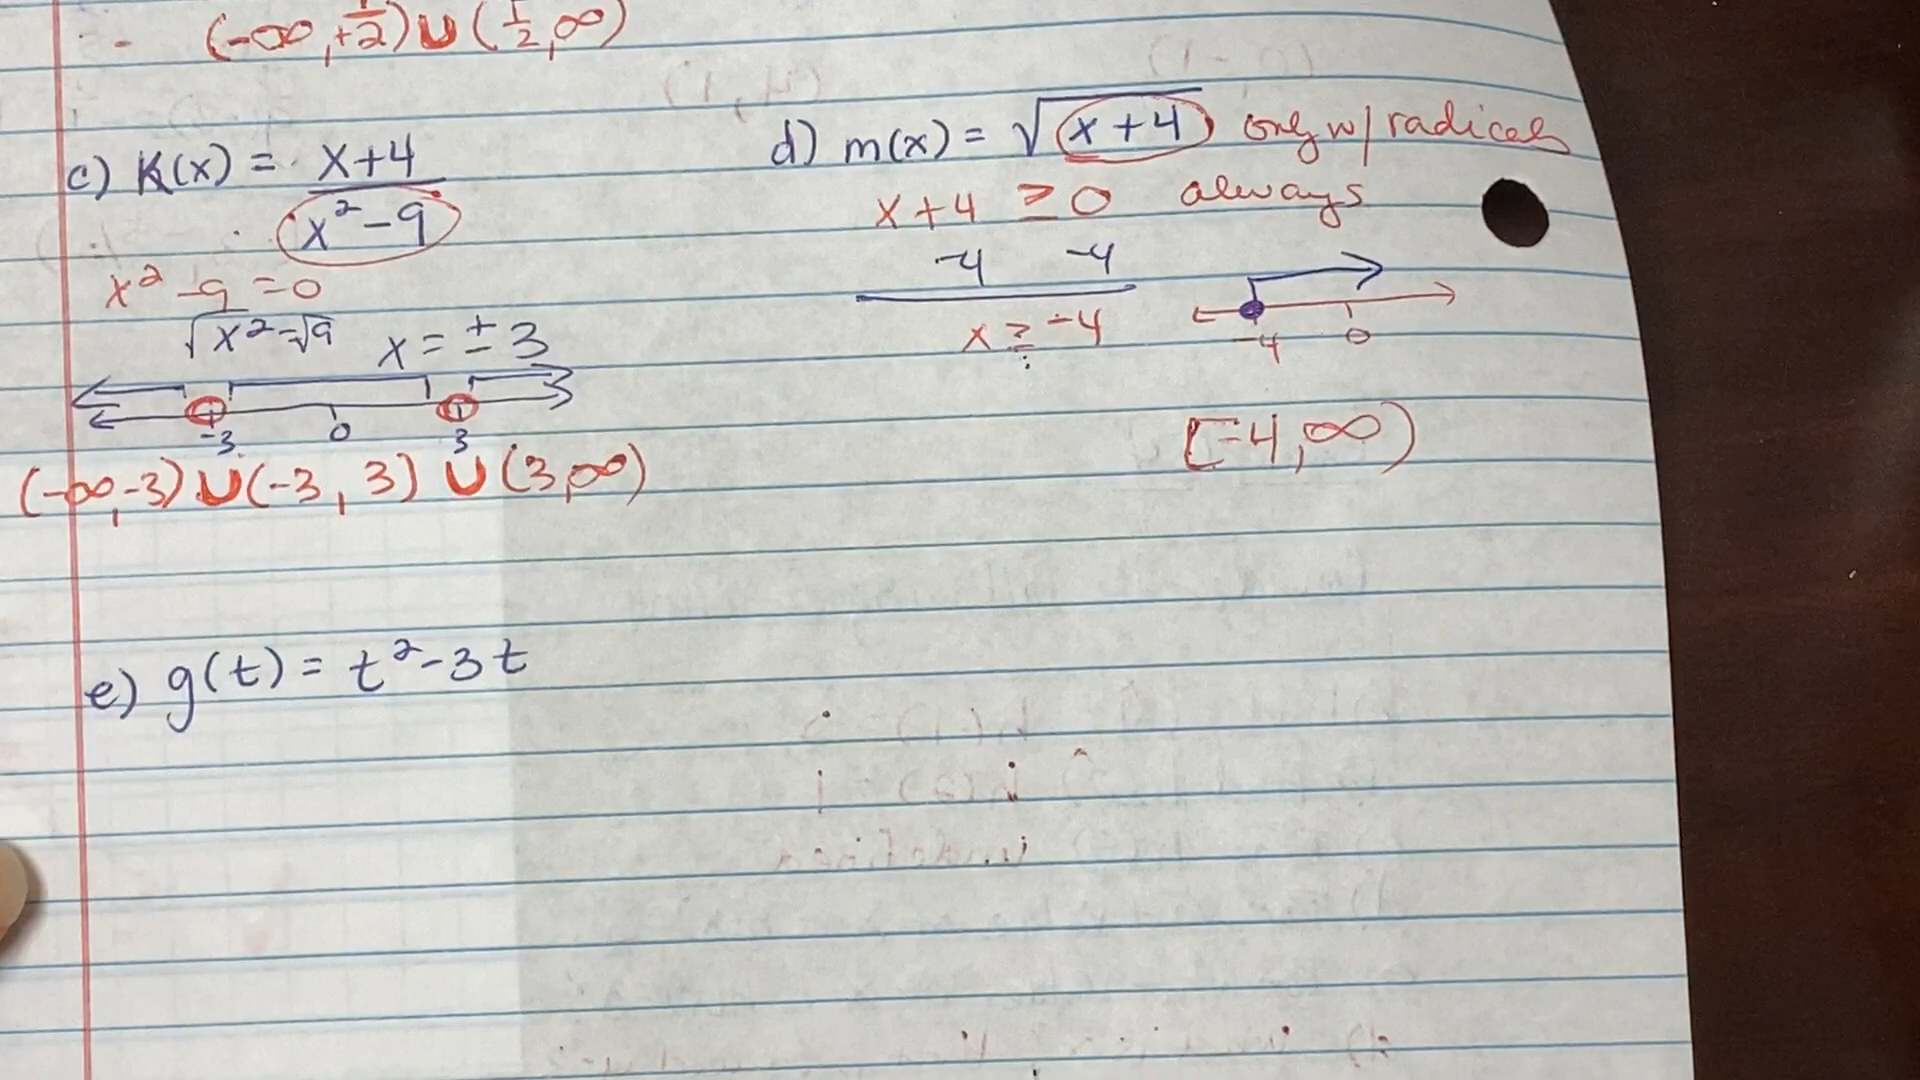 (-∞, +1/2) ∪ (1/2, ∞)
c) K(x) = x+4 / x² - 9
x² - 9 = 0
√x² = √9 x = ± 3
-3 0 3
(-∞, -3) ∪ (-3, 3) ∪ (3, ∞)
d) m(x) = √x+4 only w/ radicals
x+4 ≥ 0 always
-4 -4
x ≥ -4
-4 0
[-4, ∞)
e) g(t) = t² - 3t